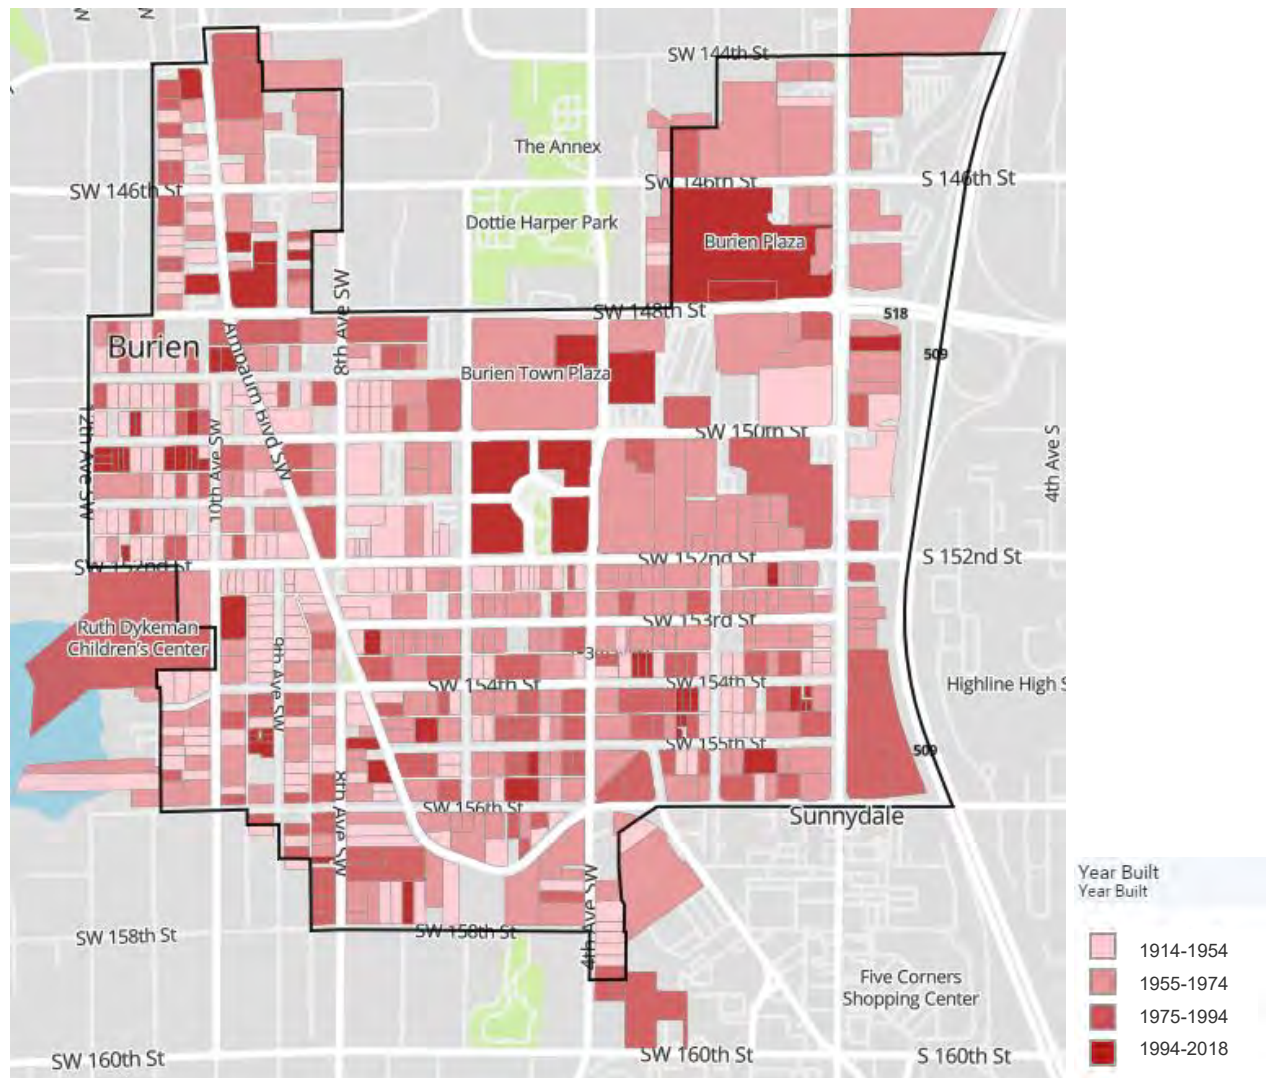 SW 144th St
The Annex
SW 146th St
SW 146th St
S 146th St
Dottie Harper Park
Burien Plaza
8th Ave SW
SW 148th St
518
Burien
Ambaum Blvd SW
509
Burien Town Plaza
12th Ave SW
10th Ave SW
SW 150th St
4th Ave S
SW 152nd St
SW 152nd St
S 152nd St
Ruth Dykeman
Children's Center
SW 153rd St
9th Ave SW
SW 154th St
SW 154th St
Highline High S
SW 155th St
509
8th Ave SW
SW 156th St
Sunnydale
4th Ave SW
SW 158th St
SW 158th St
Five Corners
Shopping Center
SW 160th St
SW 160th St
S 160th St
Year Built
Year Built
1914-1954
1955-1974
1975-1994
1994-2018